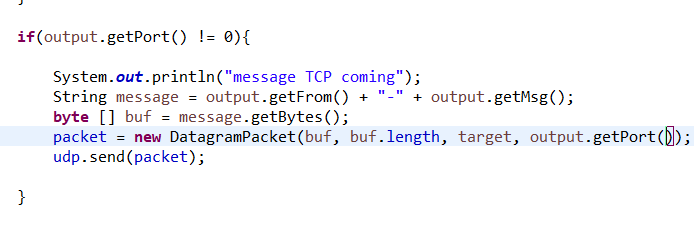 }
if(output.getPort() != 0){
System.out.println("message TCP coming");
String message = output.getFrom() + "-" + output.getMsg();
byte [] buf = message.getBytes();
packet = new DatagramPacket(buf, buf.length, target, output.getPort());
udp.send(packet);
}